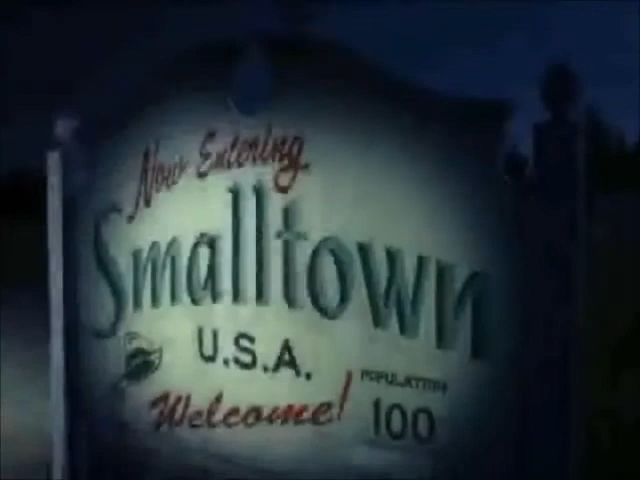 Now Entering
Smalltown
U.S.A.
Welcome!
POPULATION
100